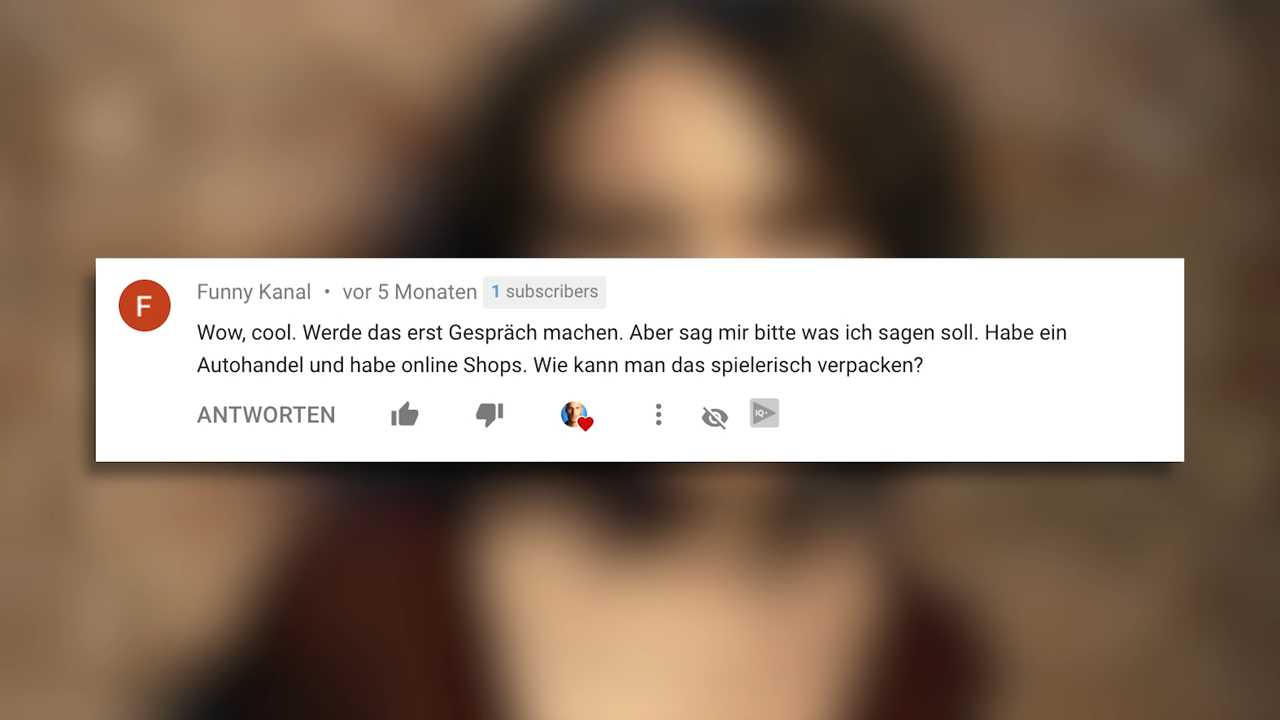 F
Funny Kanal • vor 5 Monaten 1 subscribers
Wow, cool. Werde das erst Gespräch machen. Aber sag mir bitte was ich sagen soll. Habe ein
Autohandel und habe online Shops. Wie kann man das spielerisch verpacken?
ANTWORTEN
IQ